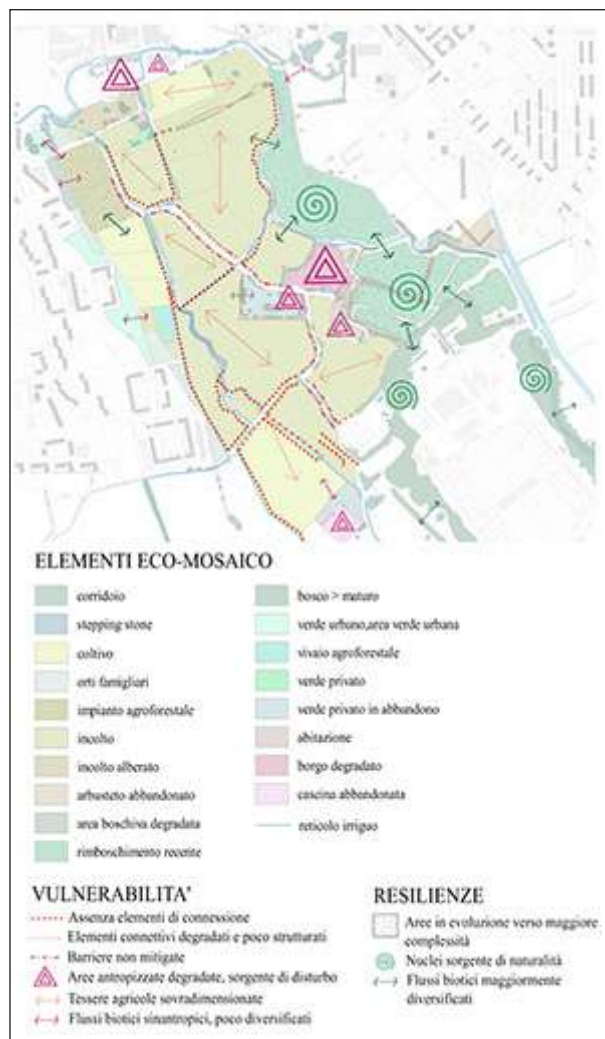 ELEMENTI ECO-MOSAICO
corridoio
stepping stone
coltivo
orti famigliari
impianto agroforestale
incolto
incolto alberato
arbusteto abbandonato
area boschiva degradata
rimboschimento recente
bosco > maturo
verde urbano,area verde urbana
vivaio agroforestale
verde privato
verde privato in abbandono
abitazione
borgo degradato
cascina abbandonata
reticolo irriguo
VULNERABILITA'
Assenza elementi di connessione
Elementi connettivi degradati e poco strutturati
Barriere non mitigate
Aree antropizzate degradate, sorgente di disturbo
Tessere agricole sovradimensionate
Flussi biotici sinantropici, poco diversificati
RESILIENZE
Aree in evoluzione verso maggiore
complessità
Nuclei sorgente di naturalità
Flussi biotici maggiormente
diversificati